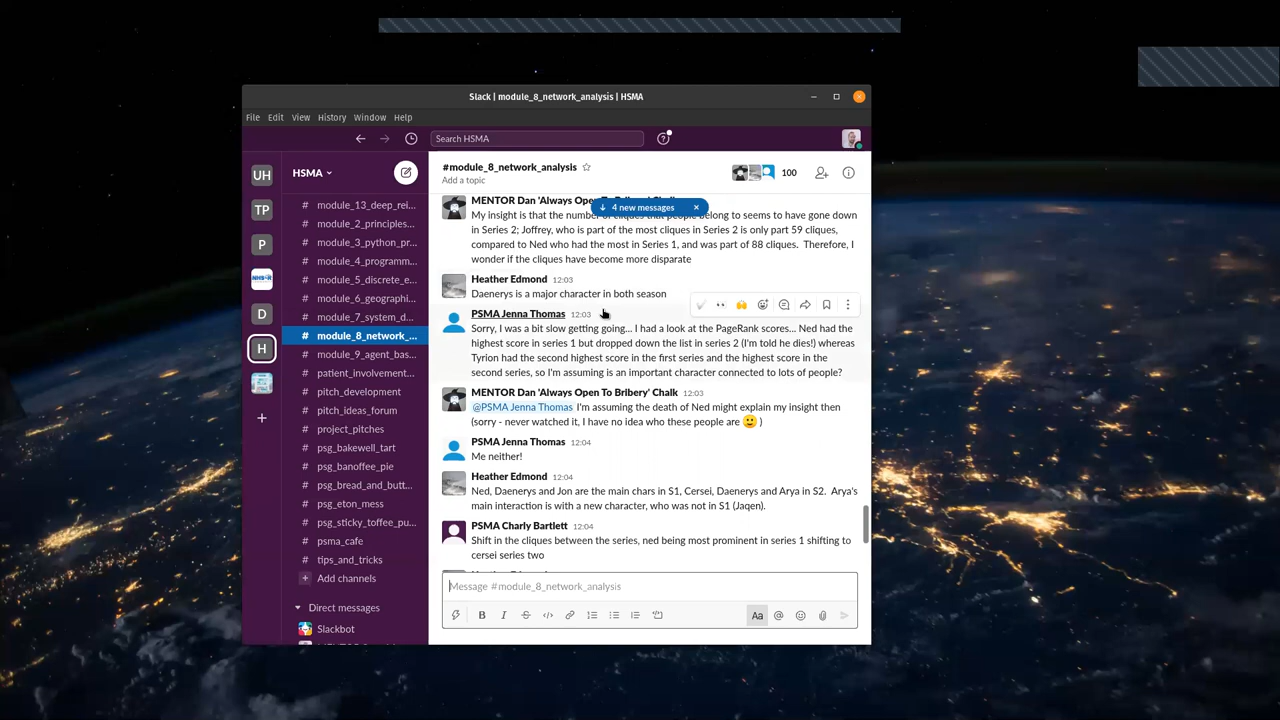 Slack | module_8_network_analysis | HSMA
File Edit View History Window Help
Search HSMA
UH
TP
P
D
H
HSMA
# module_13_deep_rei...
# module_2_principles...
# module_3_python_pr...
# module_4_programm...
# module_5_discrete_e...
# module_6_geographi...
# module_7_system_d...
# module_8_network_...
# module_9_agent_bas...
# patient_involvement...
# pitch_development
# pitch_ideas_forum
# project_pitches
# psg_bakewell_tart
# psg_banoffee_pie
# psg_bread_and_butt...
# psg_eton_mess
# psg_sticky_toffee_pu...
# psma_cafe
# tips_and_tricks
Add channels
Direct messages
Slackbot
#module_8_network_analysis
Add a topic
100
4 new messages
MENTOR Dan 'Always Open
My insight is that the number of cliques that people belong to seems to have gone down
in Series 2; Joffrey, who is part of the most cliques in Series 2 is only part 59 cliques,
compared to Ned who had the most in Series 1, and was part of 88 cliques. Therefore, I
wonder if the cliques have become more disparate
Heather Edmond 12:03
Daenerys is a major character in both season
PSMA Jenna Thomas 12:03
Sorry, I was a bit slow getting going... I had a look at the PageRank scores... Ned had the
highest score in series 1 but dropped down the list in series 2 (I'm told he dies!) whereas
Tyrion had the second highest score in the first series and the highest score in the
second series, so I'm assuming is an important character connected to lots of people?
MENTOR Dan 'Always Open To Bribery' Chalk 12:03
@PSMA Jenna Thomas I'm assuming the death of Ned might explain my insight then
(sorry - never watched it, I have no idea who these people are 🙂 )
PSMA Jenna Thomas 12:04
Me neither!
Heather Edmond 12:04
Ned, Daenerys and Jon are the main chars in S1, Cersei, Daenerys and Arya in S2. Arya's
main interaction is with a new character, who was not in S1 (Jaqen).
PSMA Charly Bartlett 12:04
Shift in the cliques between the series, ned being most prominent in series 1 shifting to
cersei series two
Message #module_8_network_analysis
B I S Aa @